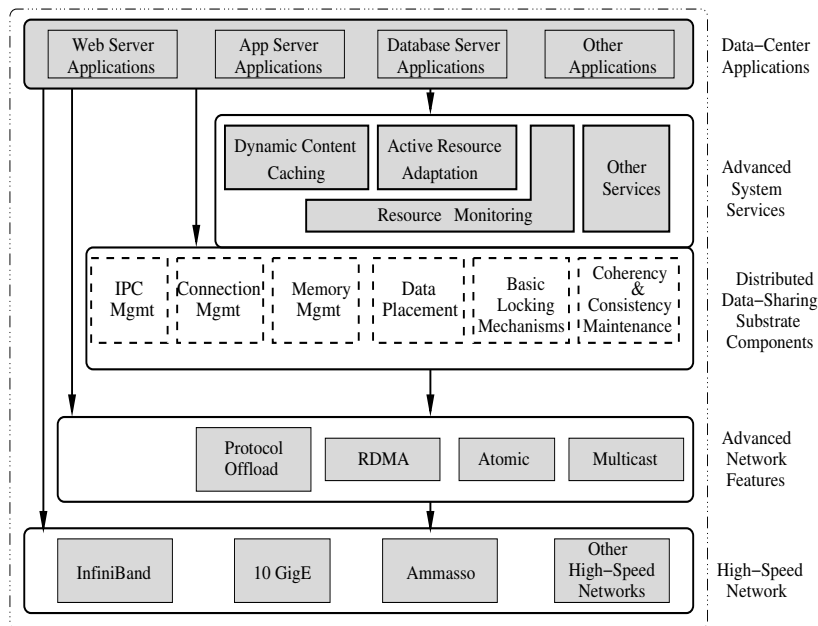 Web Server
Applications
App Server
Applications
Database Server
Applications
Other
Applications
Data-Center
Applications
Dynamic Content
Caching
Active Resource
Adaptation
Resource Monitoring
Other
Services
Advanced
System
Services
IPC
Mgmt
Connection
Mgmt
Memory
Mgmt
Data
Placement
Basic
Locking
Mechanisms
Coherency
&
Consistency
Maintenance
Distributed
Data-Sharing
Substrate
Components
Protocol
Offload
RDMA
Atomic
Multicast
Advanced
Network
Features
InfiniBand
10 GigE
Ammasso
Other
High-Speed
Networks
High-Speed
Network